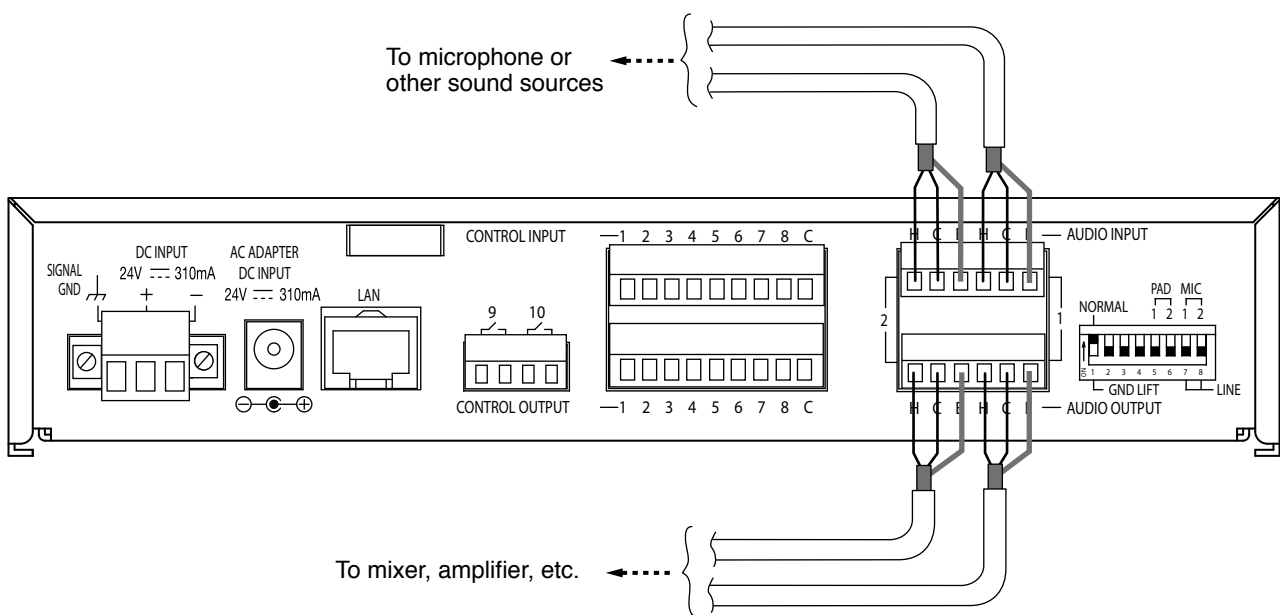 To microphone or
other sound sources
CONTROL INPUT
1 2 3 4 5 6 7 8 C
H C E H C E
AUDIO INPUT
SIGNAL
GND
DC INPUT
24V 310mA
+ −
AC ADAPTER
DC INPUT
24V 310mA
− +
LAN
9 10
CONTROL OUTPUT
1 2 3 4 5 6 7 8 C
2
1
H C E H C
AUDIO OUTPUT
PAD MIC
1 2 1 2
NORMAL
ON
1 2 3 4 5 6 7 8
GND LIFT
LINE
To mixer, amplifier, etc.